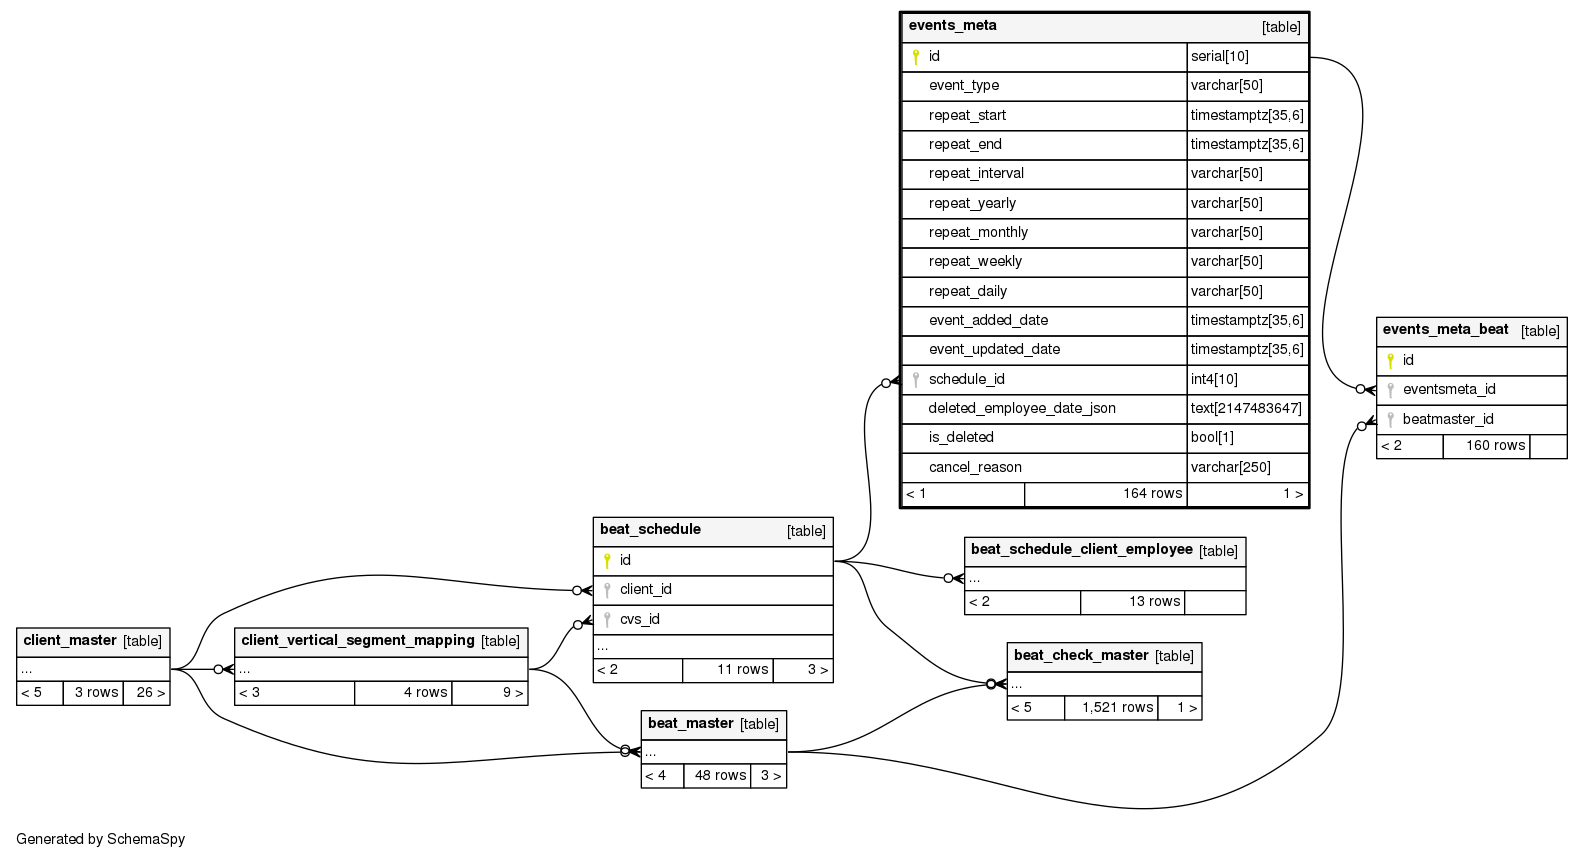 events_meta [table]
id serial[10]
event_type varchar[50]
repeat_start timestamptz[35,6]
repeat_end timestamptz[35,6]
repeat_interval varchar[50]
repeat_yearly varchar[50]
repeat_monthly varchar[50]
repeat_weekly varchar[50]
repeat_daily varchar[50]
event_added_date timestamptz[35,6]
event_updated_date timestamptz[35,6]
schedule_id int4[10]
deleted_employee_date_json text[2147483647]
is_deleted bool[1]
cancel_reason varchar[250]
< 1 164 rows 1 >
events_meta_beat [table]
id
eventsmeta_id
beatmaster_id
< 2 160 rows
beat_schedule [table]
id
client_id
cvs_id
...
< 2 11 rows 3 >
beat_schedule_client_employee [table]
...
< 2 13 rows
client_master [table]
...
< 5 3 rows 26 >
client_vertical_segment_mapping [table]
...
< 3 4 rows 9 >
beat_check_master [table]
...
< 5 1,521 rows 1 >
beat_master [table]
...
< 4 48 rows 3 >
Generated by SchemaSpy